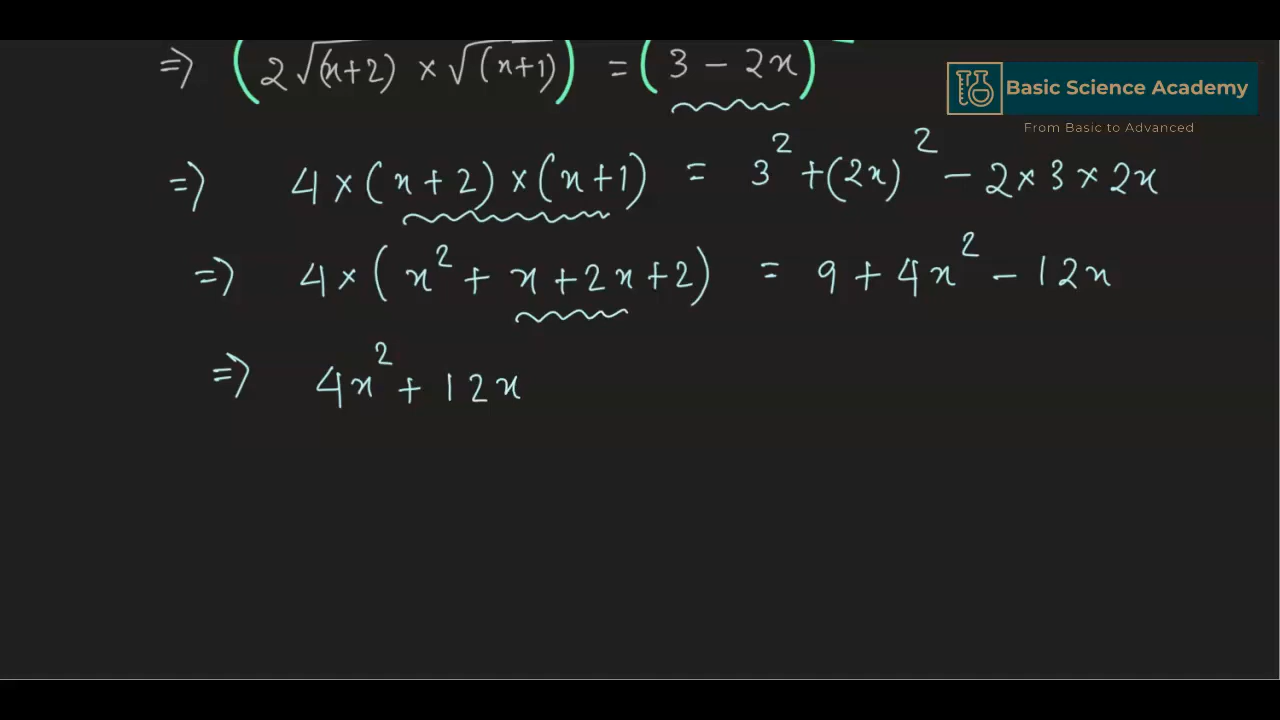 ⇒ (2√(x+2) × √(x+1)) = (3 − 2x)
Basic Science Academy
From Basic to Advanced
⇒ 4 × (x + 2) × (x + 1) = 3² + (2x)² − 2 × 3 × 2x
⇒ 4 × (x² + x + 2x + 2) = 9 + 4x² − 12x
⇒ 4x² + 12x